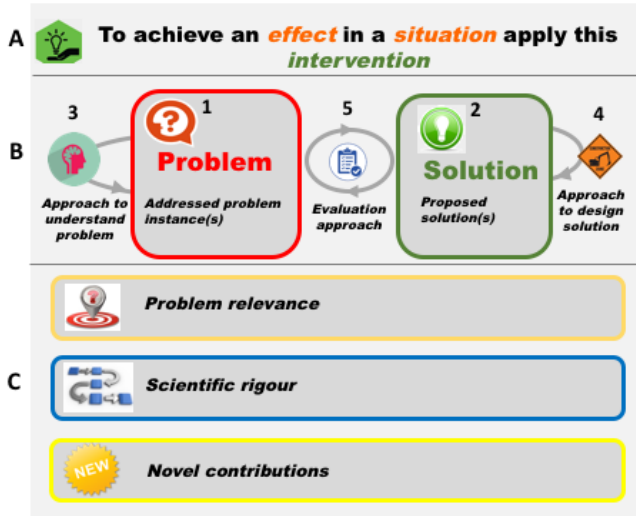 A
To achieve an effect in a situation apply this
intervention
B
3
1
5
2
4
Problem
Solution
Approach to
understand
problem
Addressed problem
instance(s)
Evaluation
approach
Proposed
solution(s)
Approach
to design
solution
C
Problem relevance
Scientific rigour
NEW
Novel contributions